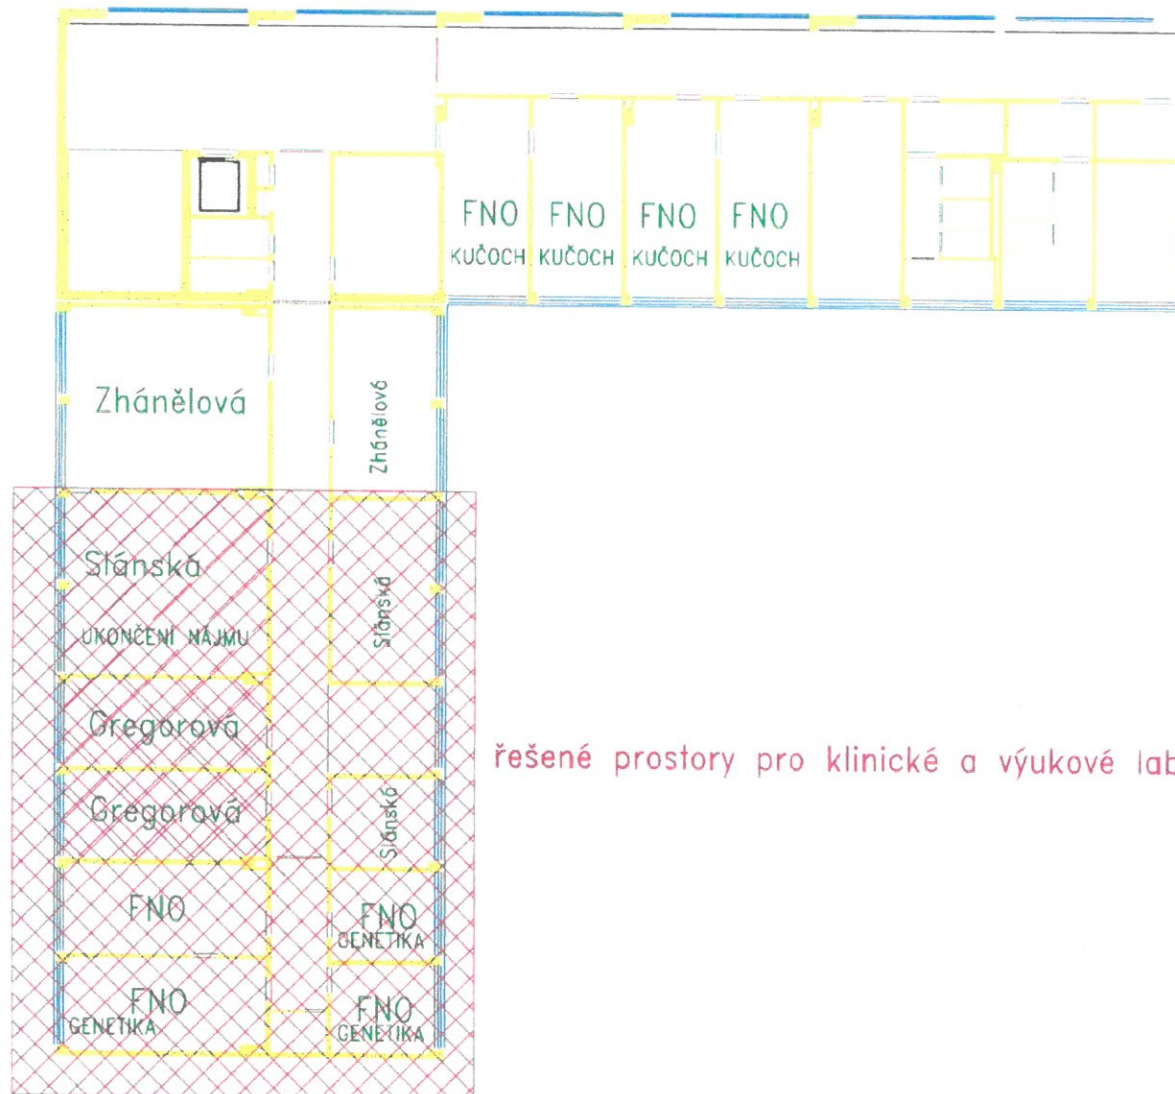 FNO FNO FNO FNO
KUČOCH KUČOCH KUČOCH KUČOCH
Zhánělová
Zhánělová
Slánská
UKONČENÍ NÁJMU
Slánská
Gregorová
řešené prostory pro klinické a výukové lab
Gregorová
Slánská
FNO
FNO
GENETIKA
FNO
GENETIKA
FNO
GENETIKA